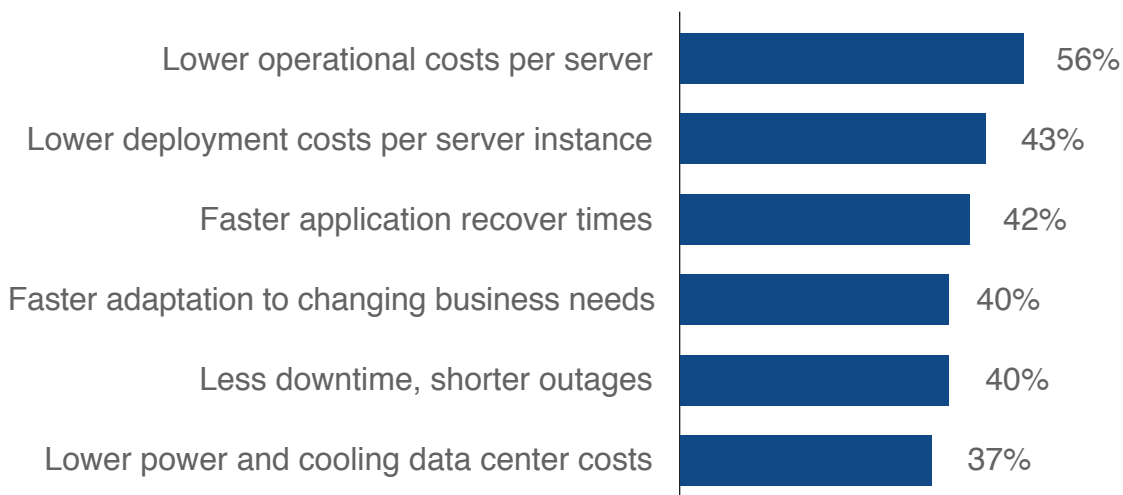 Lower operational costs per server 56%
Lower deployment costs per server instance 43%
Faster application recover times 42%
Faster adaptation to changing business needs 40%
Less downtime, shorter outages 40%
Lower power and cooling data center costs 37%